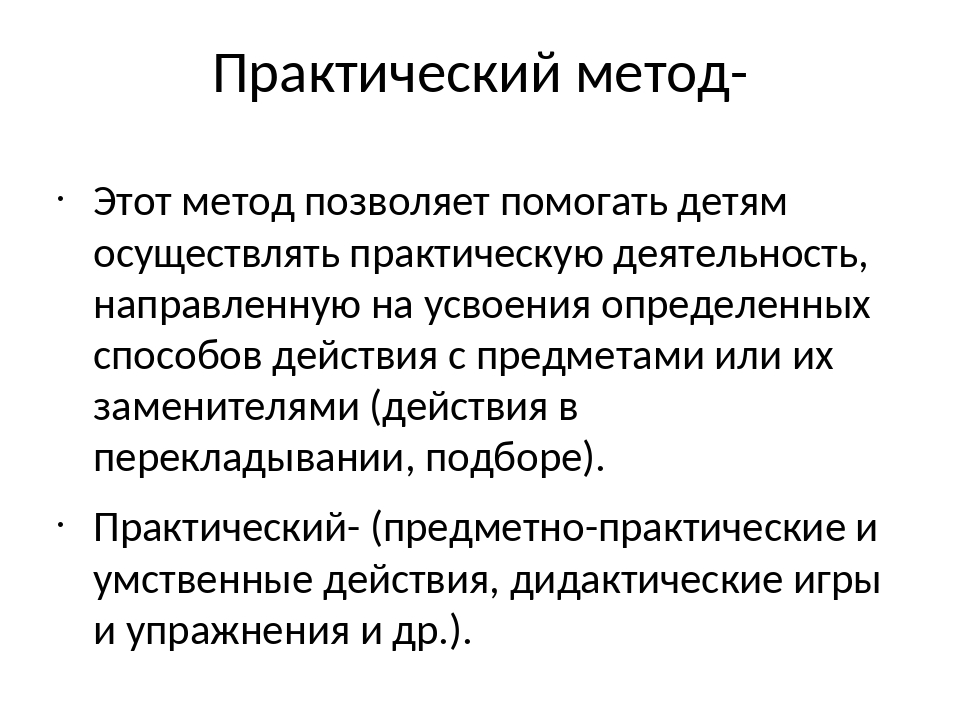 Практический метод-
• Этот метод позволяет помогать детям
осуществлять практическую деятельность,
направленную на усвоения определенных
способов действия с предметами или их
заменителями (действия в
перекладывании, подборе).
• Практический- (предметно-практические и
умственные действия, дидактические игры
и упражнения и др.).